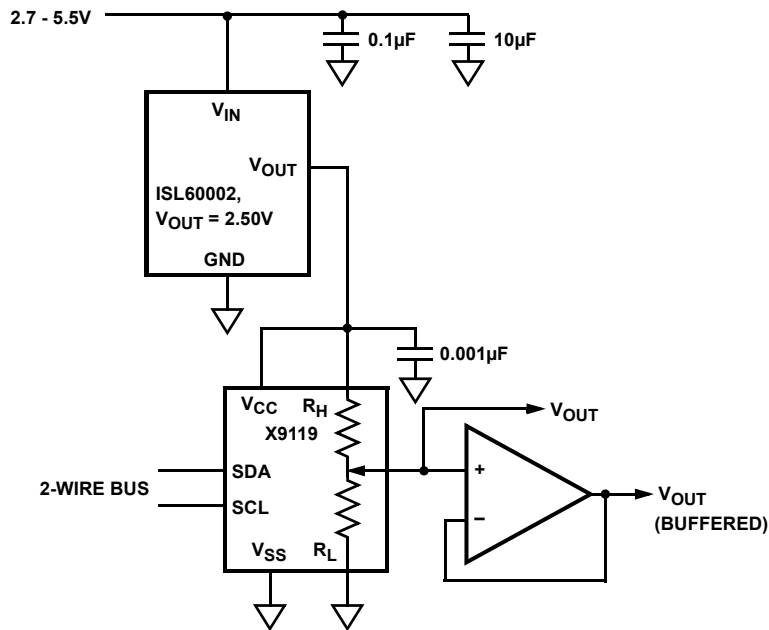 2.7 - 5.5V
0.1µF
10µF
VIN
VOUT
ISL60002,
VOUT = 2.50V
GND
0.001µF
VCC
RH
X9119
VOUT
SDA
+
2-WIRE BUS
SCL
−
VOUT
(BUFFERED)
VSS
RL